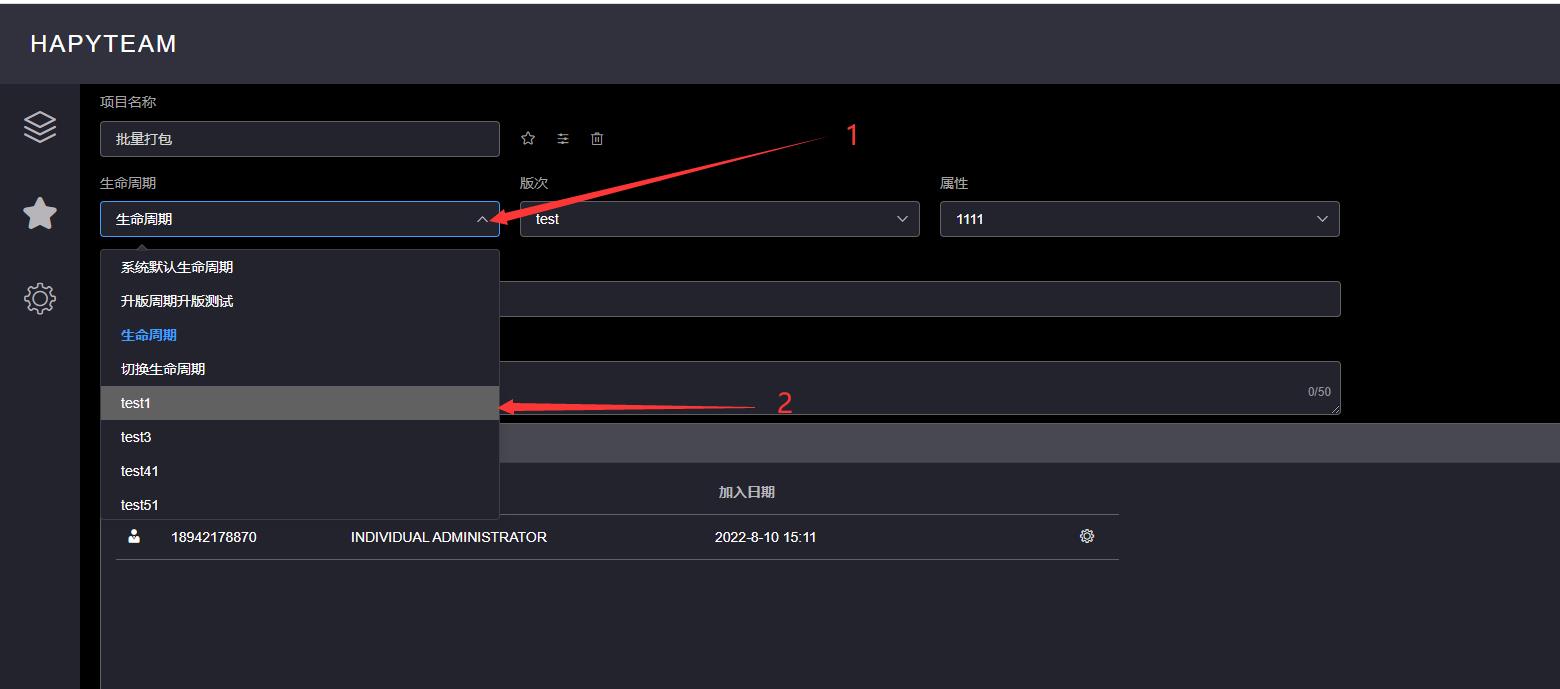 HAPYTEAM
项目名称
批量打包
1
生命周期
版次
属性
生命周期
test
1111
系统默认生命周期
升版周期升版测试
生命周期
切换生命周期
0/50
test1
2
test3
test41
test51
加入日期
18942178870
INDIVIDUAL ADMINISTRATOR
2022-8-10 15:11